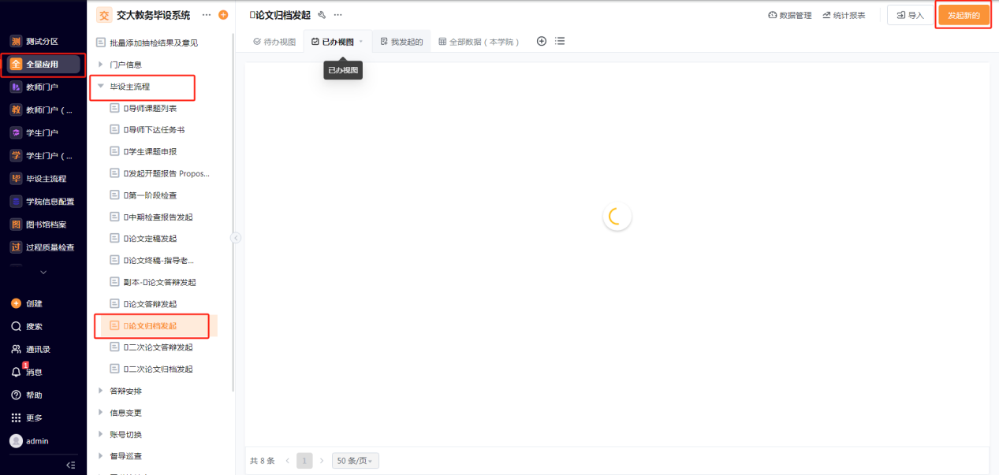 测 测试分区
全 全量应用
教师门户
教 教师门户 ( ...
学生门户
学 学生门户 ( ...
毕 毕设主流程
学院信息配置
图 图书馆档案
过 过程质量检查
创建
搜索
通讯录
1
消息
帮助
更多
admin
交 交大教务毕设系统
批量添加抽检结果及意见
门户信息
毕设主流程
导师课题列表
导师下达任务书
学生课题申报
发起开题报告 Propos...
第一阶段检查
中期检查报告发起
论文定稿发起
论文终稿-指导老...
副本-论文答辩发起
论文答辩发起
论文归档发起
二次论文答辩发起
二次论文归档发起
答辩安排
信息变更
账号切换
督导巡查
论文归档发起
数据管理 统计报表 导入 发起新的
待办视图 已办视图 我发起的 全部数据 ( 本学院 )
已办视图
共 8 条 1 50 条/页